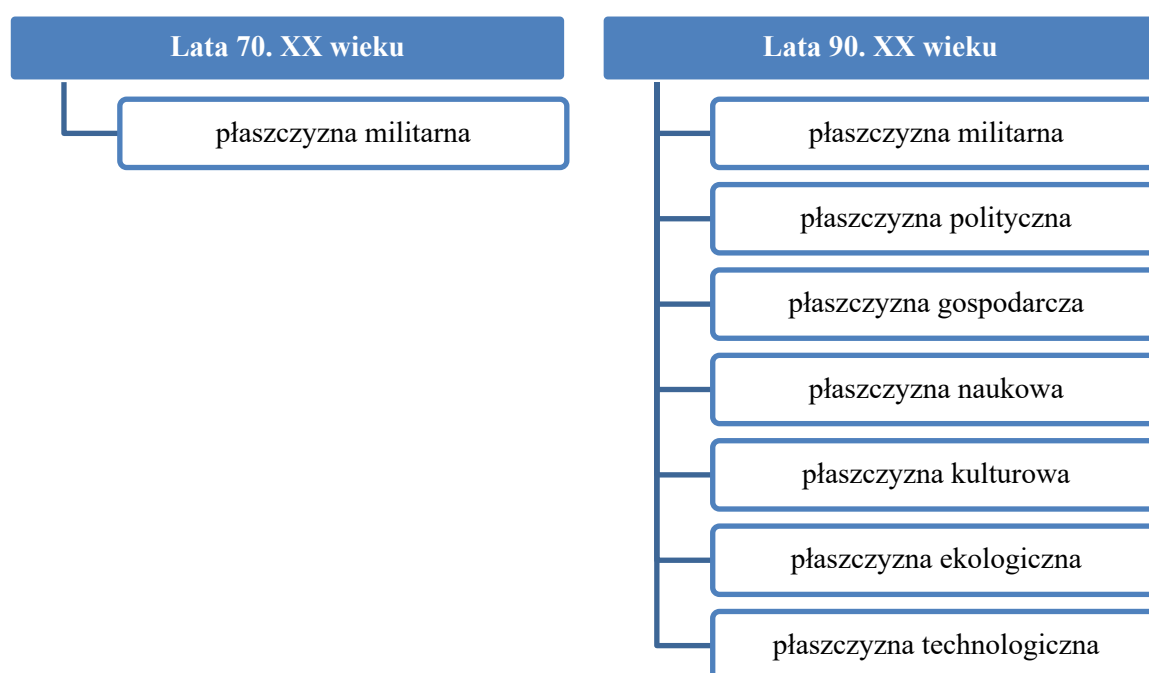 Lata 70. XX wieku
płaszczyzna militarna
Lata 90. XX wieku
płaszczyzna militarna
płaszczyzna polityczna
płaszczyzna gospodarcza
płaszczyzna naukowa
płaszczyzna kulturowa
płaszczyzna ekologiczna
płaszczyzna technologiczna